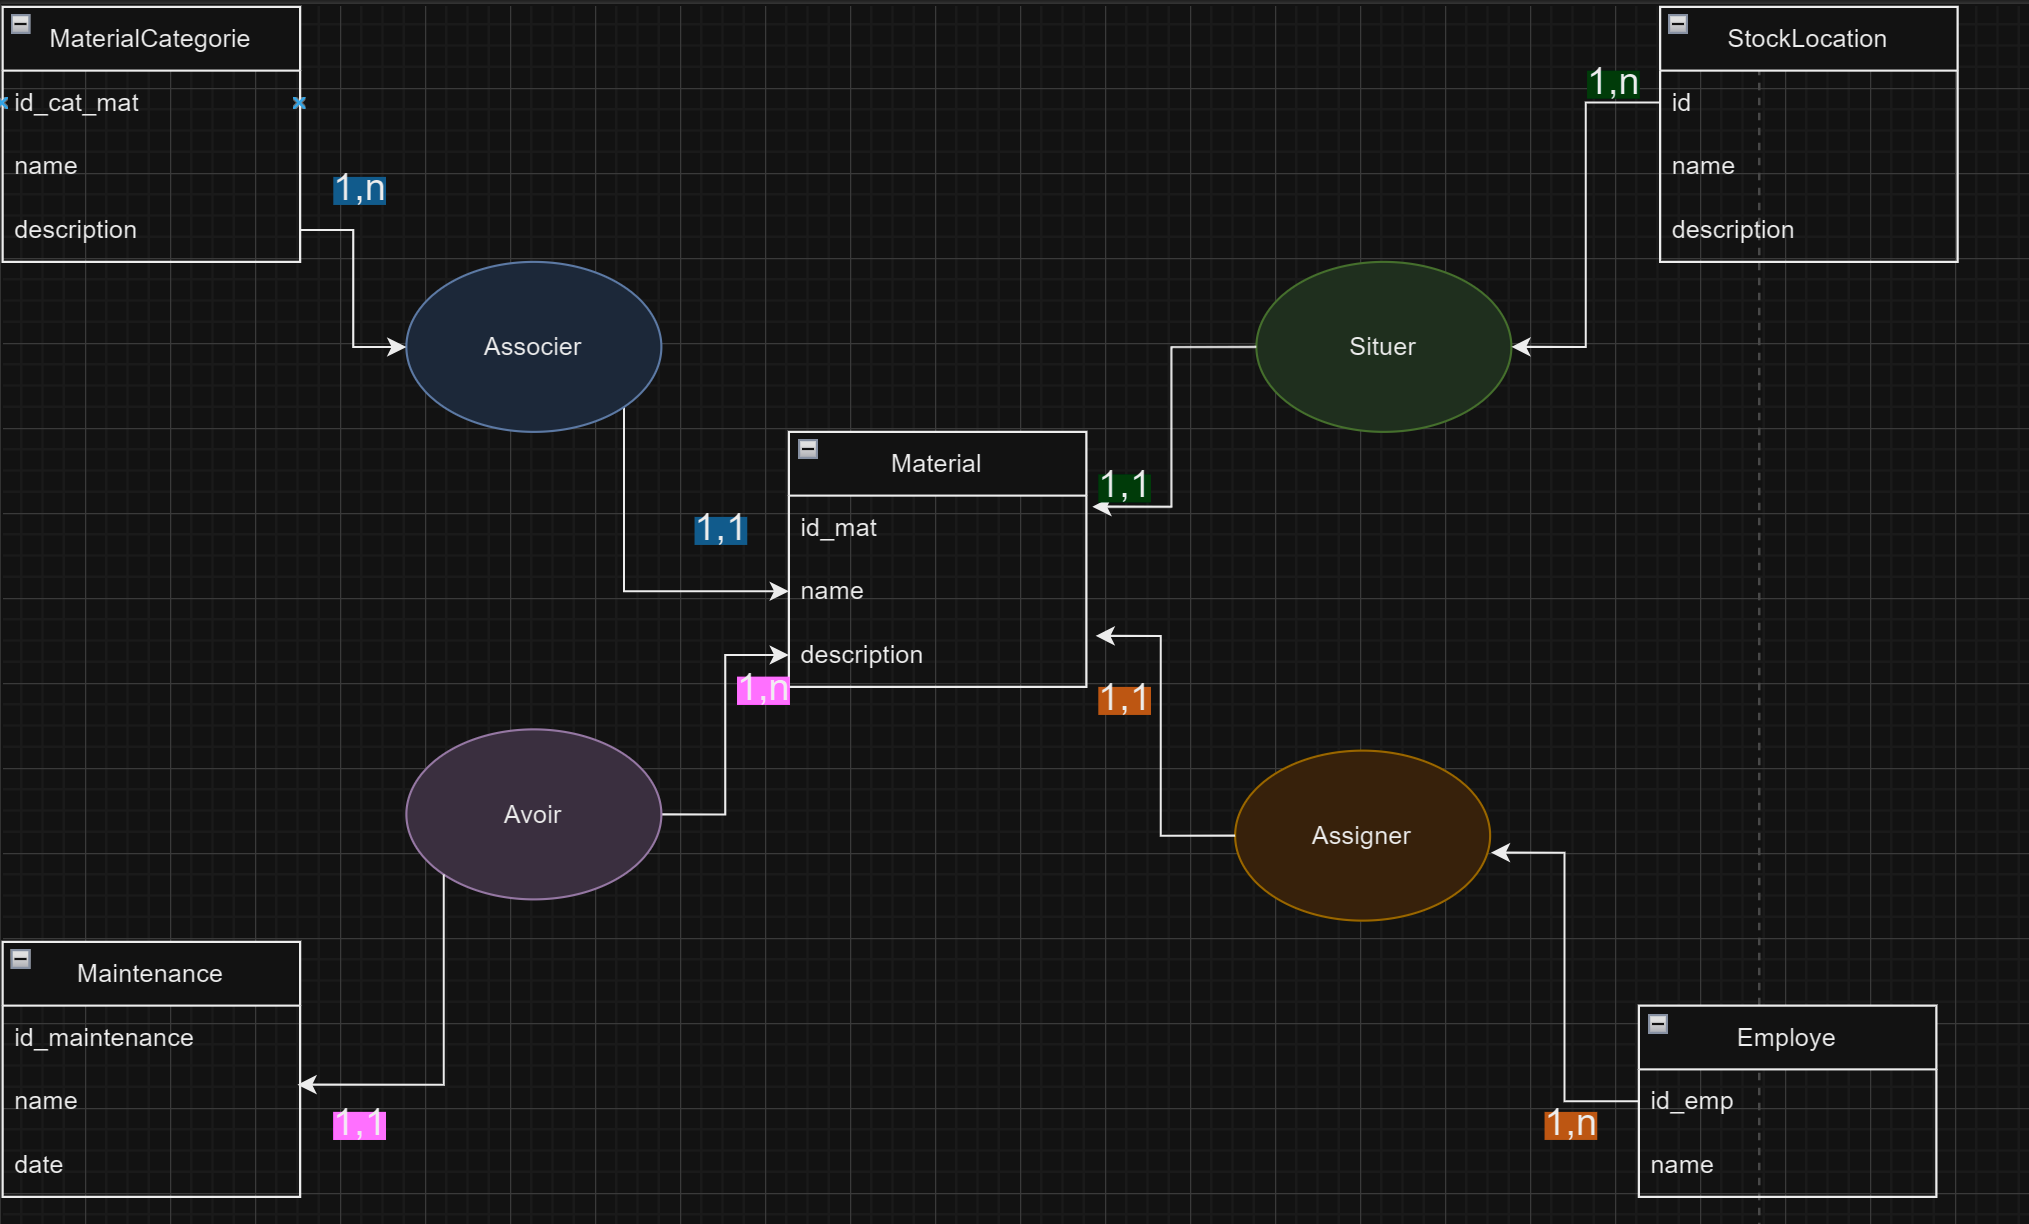 MaterialCategorie
id_cat_mat
name
description
1,n
StockLocation
1,n
id
name
description
Associer
Situer
Material
id_mat
name
description
1,1
1,1
1,n
1,1
Avoir
Assigner
Maintenance
id_maintenance
name
date
1,1
Employe
id_emp
name
1,n